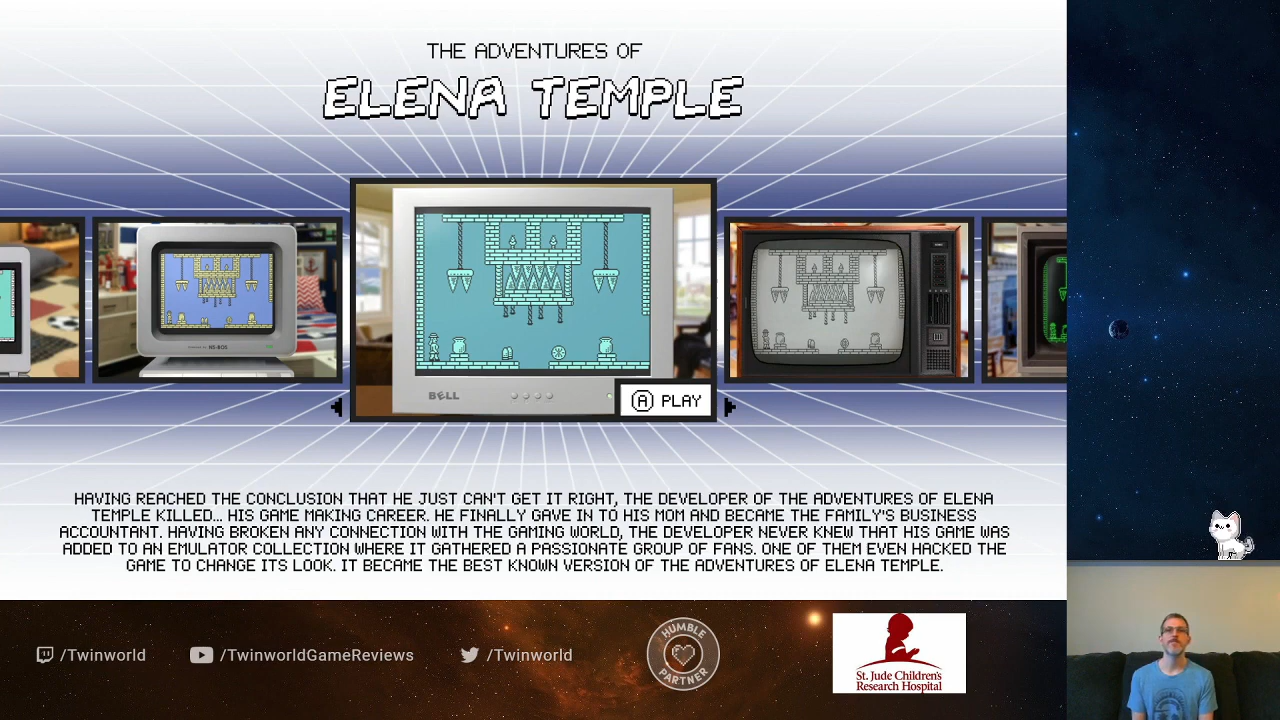 THE ADVENTURES OF
ELENA TEMPLE
BELL
A PLAY
HAVING REACHED THE CONCLUSION THAT HE JUST CAN'T GET IT RIGHT, THE DEVELOPER OF THE ADVENTURES OF ELENA
TEMPLE KILLED... HIS GAME MAKING CAREER. HE FINALLY GAVE IN TO HIS MOM AND BECAME THE FAMILY'S BUSINESS
ACCOUNTANT. HAVING BROKEN ANY CONNECTION WITH THE GAMING WORLD, THE DEVELOPER NEVER KNEW THAT HIS GAME WAS
ADDED TO AN EMULATOR COLLECTION WHERE IT GATHERED A PASSIONATE GROUP OF FANS. ONE OF THEM EVEN HACKED THE
GAME TO CHANGE ITS LOOK. IT BECAME THE BEST KNOWN VERSION OF THE ADVENTURES OF ELENA TEMPLE.
/Twinworld
/TwinworldGameReviews
/Twinworld
HUMBLE
PARTNER
St. Jude Children's
Research Hospital